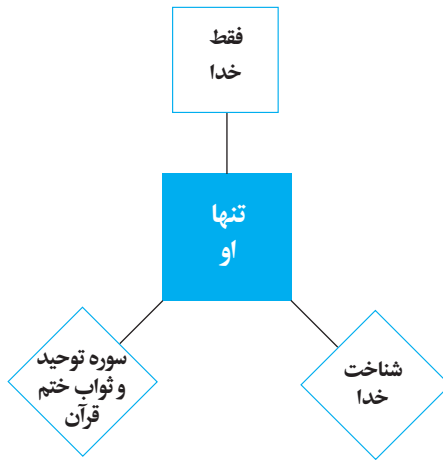 فقط
خدا
تنها
او
شناخت
خدا
سوره توحید
و ثواب ختم
قرآن